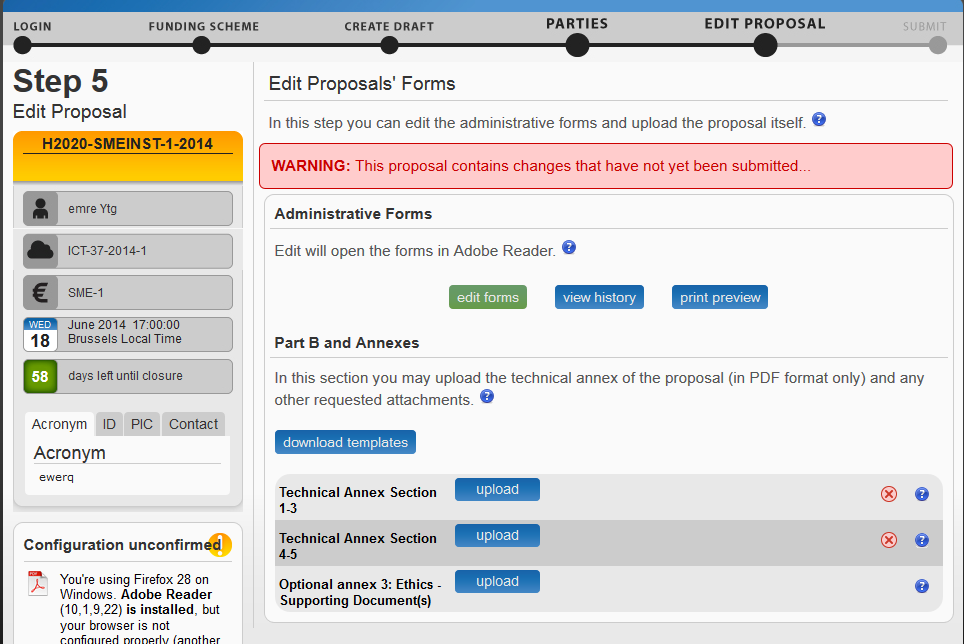 LOGIN
FUNDING SCHEME
CREATE DRAFT
PARTIES
EDIT PROPOSAL
SUBMIT
Step 5
Edit Proposal
H2020-SMEINST-1-2014
emre Ytg
ICT-37-2014-1
SME-1
WED
18
June 2014 17:00:00
Brussels Local Time
58
days left until closure
Acronym ID PIC Contact
Acronym
ewerq
Configuration unconfirmed
You're using Firefox 28 on
Windows. Adobe Reader
(10,1,9,22) is installed, but
your browser is not
configured properly (another
Edit Proposals' Forms
In this step you can edit the administrative forms and upload the proposal itself.
WARNING: This proposal contains changes that have not yet been submitted...
Administrative Forms
Edit will open the forms in Adobe Reader.
edit forms
view history
print preview
Part B and Annexes
In this section you may upload the technical annex of the proposal (in PDF format only) and any
other requested attachments.
download templates
Technical Annex Section
1-3
upload
Technical Annex Section
4-5
upload
Optional annex 3: Ethics -
Supporting Document(s)
upload